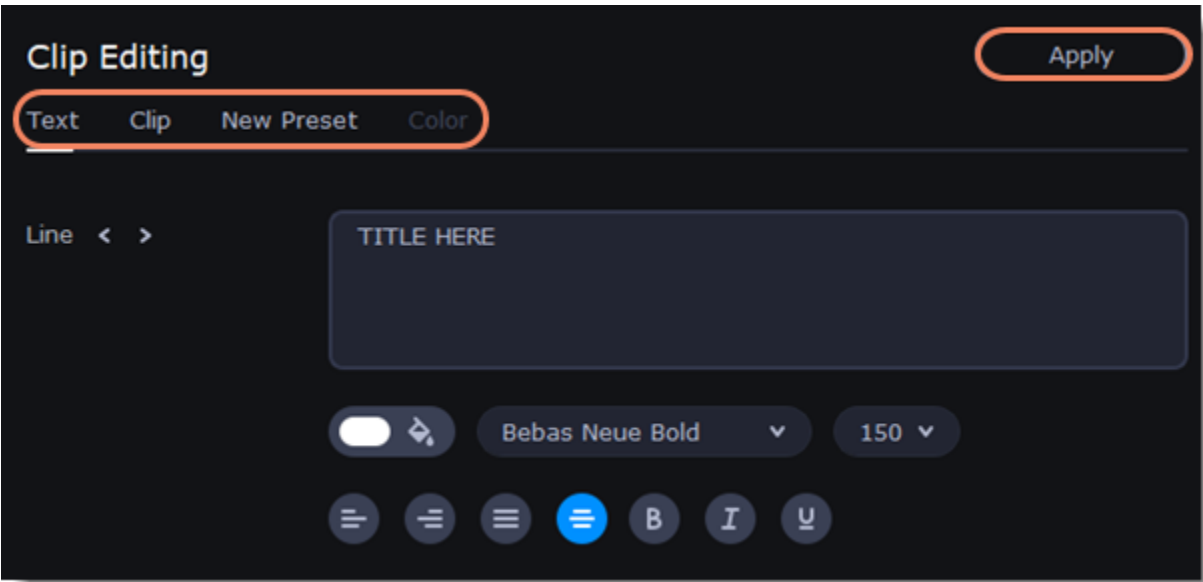 Clip Editing
Apply
Text Clip New Preset Color
Line < >
TITLE HERE
Bebas Neue Bold 150
B I U